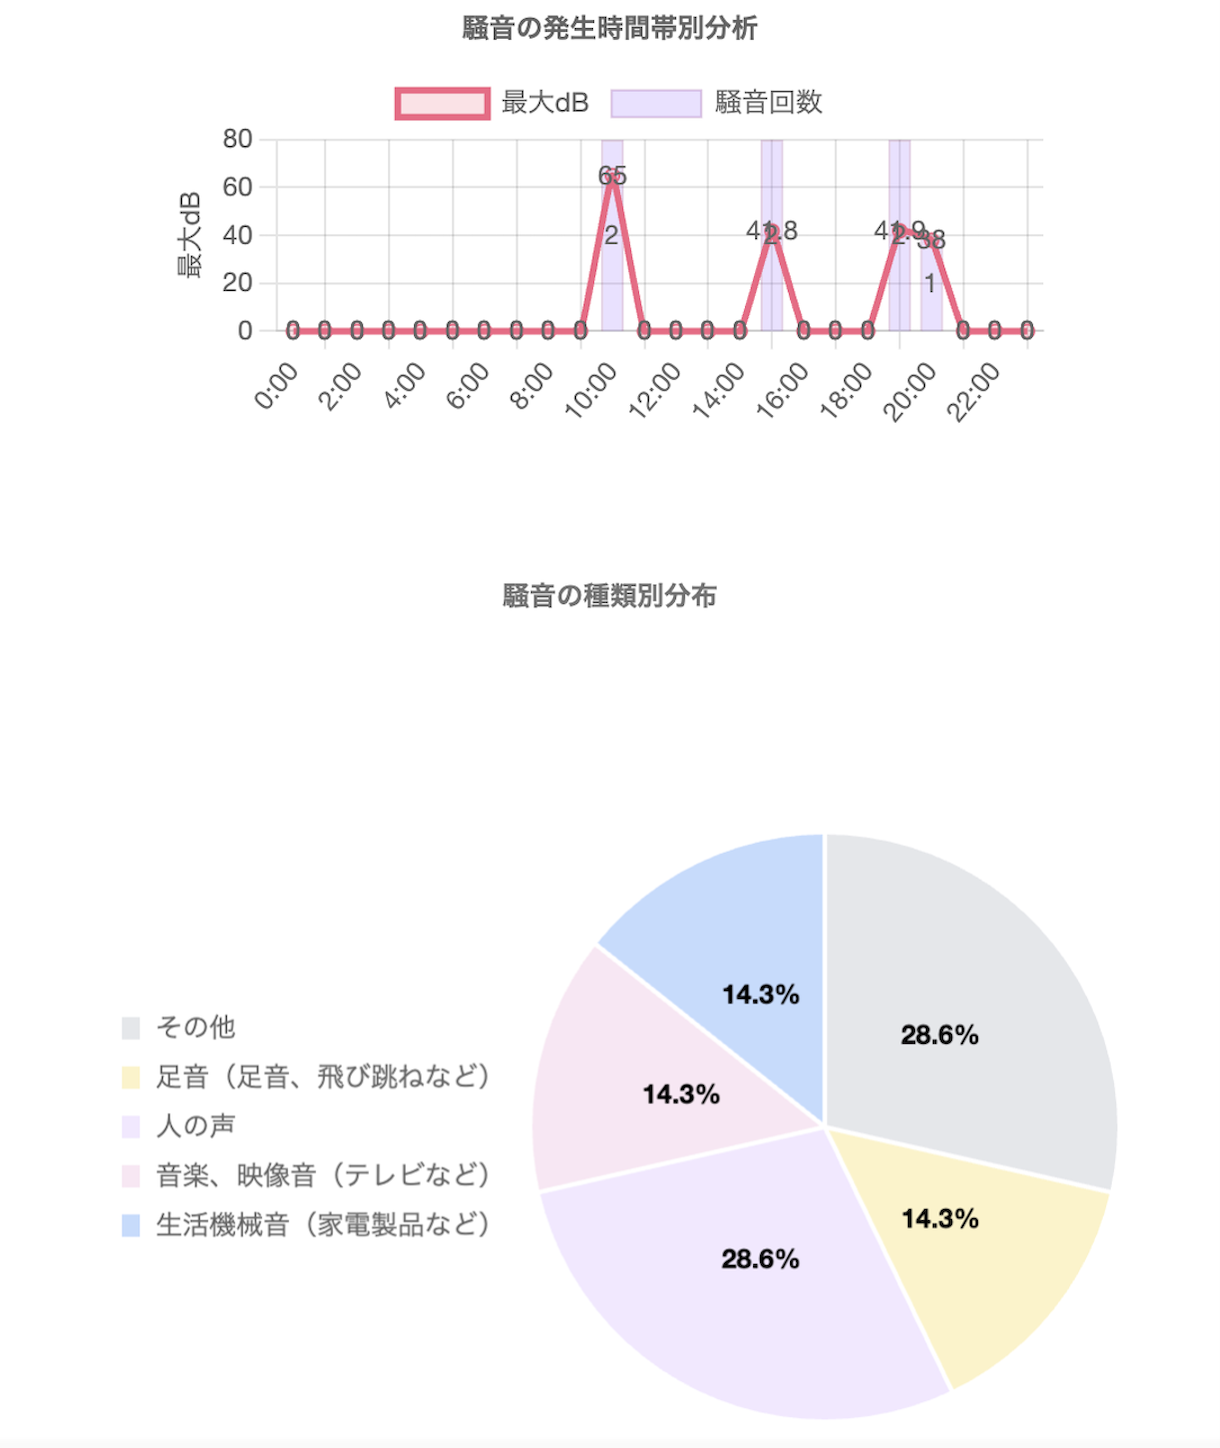 騒音の発生時間帯別分析
最大dB 騒音回数
最大dB
80
60
40
20
0
65
2
41.8
2
41.9
2
38
1
0 0 0 0 0 0 0 0 0 0 0 0 0 0 0 0 0 0 0 0
0:00 2:00 4:00 6:00 8:00 10:00 12:00 14:00 16:00 18:00 20:00 22:00
騒音の種類別分布
その他
足音（足音、飛び跳ねなど）
人の声
音楽、映像音（テレビなど）
生活機械音（家電製品など）
14.3%
28.6%
14.3%
14.3%
28.6%